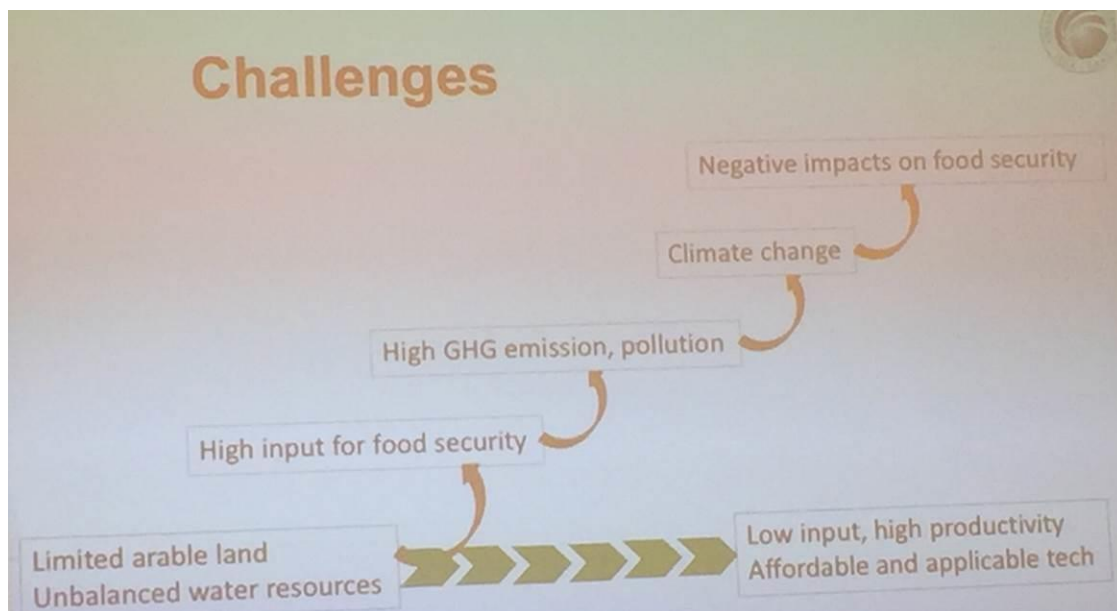 Challenges
Negative impacts on food security
Climate change
High GHG emission, pollution
High input for food security
Limited arable land
Unbalanced water resources
Low input, high productivity
Affordable and applicable tech